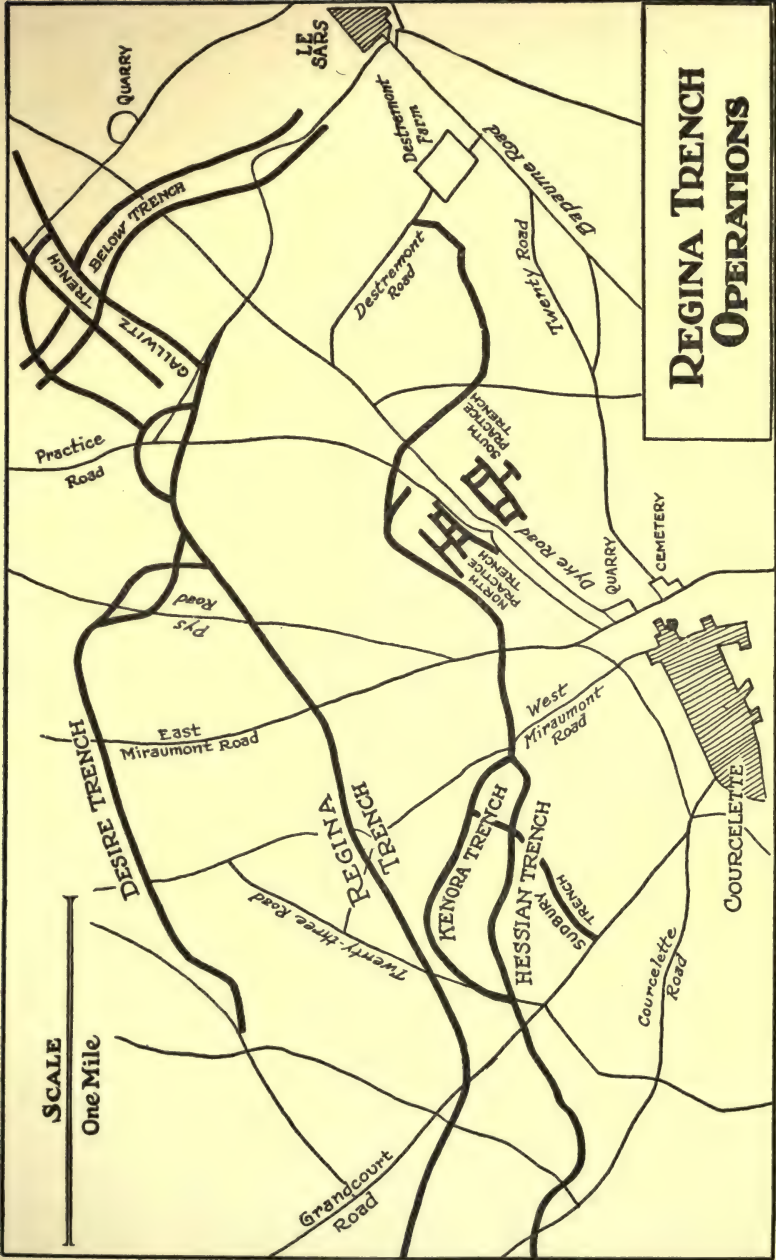 REGINA TRENCH
OPERATIONS
SCALE
One Mile
LE
SARS
QUARRY
Destremont
Farm
Bapaume Road
BELOW TRENCH
TRENCH
GALLWITZ
Destremont
Road
Twenty Road
Practice
Road
SOUTH
PRACTICE
TRENCH
NORTH
PRACTICE
TRENCH
Dyke Road
QUARRY
CEMETERY
Pys
Road
East
Miraumont Road
West
Miraumont
Road
DESIRE TRENCH
REGINA
TRENCH
KENORA TRENCH
HESSIAN TRENCH
SUDBURY
TRENCH
COURCELETTE
Twenty-three Road
Courcelette
Road
Grandcourt
Road